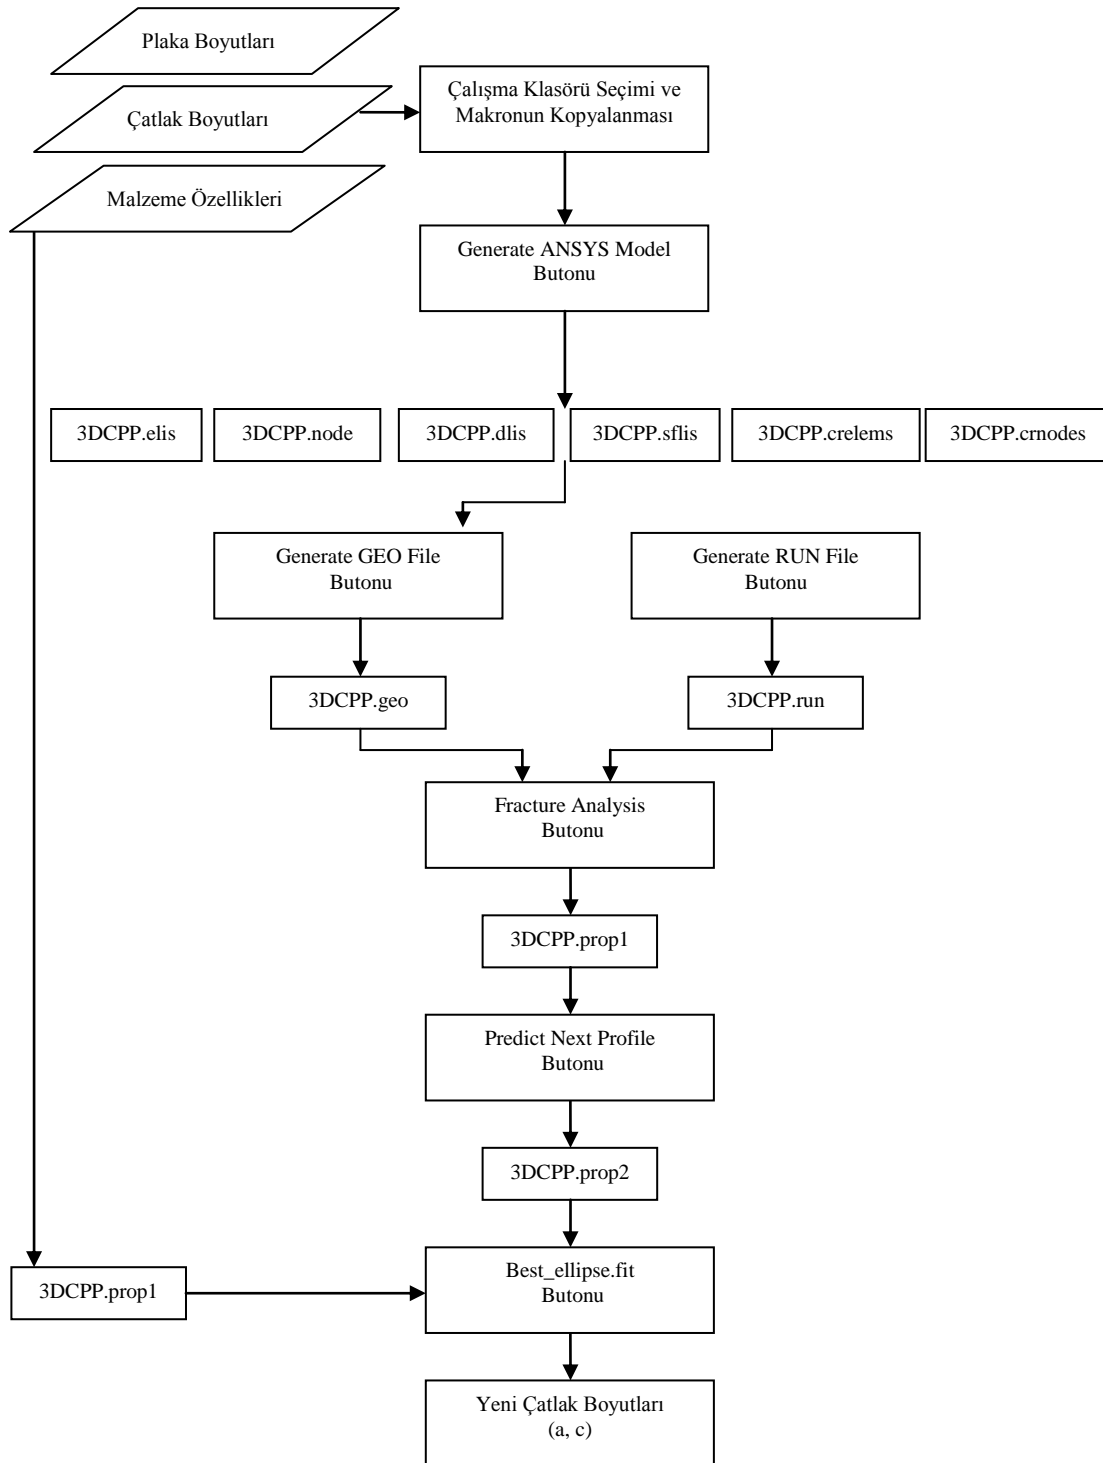 Plaka Boyutları
Çatlak Boyutları
Malzeme Özellikleri
Çalışma Klasörü Seçimi ve
Makronun Kopyalanması
Generate ANSYS Model
Butonu
3DCPP.elis
3DCPP.node
3DCPP.dlis
3DCPP.sflis
3DCPP.crelems
3DCPP.crnodes
Generate GEO File
Butonu
Generate RUN File
Butonu
3DCPP.geo
3DCPP.run
Fracture Analysis
Butonu
3DCPP.prop1
Predict Next Profile
Butonu
3DCPP.prop2
3DCPP.prop1
Best_ellipse.fit
Butonu
Yeni Çatlak Boyutları
(a, c)